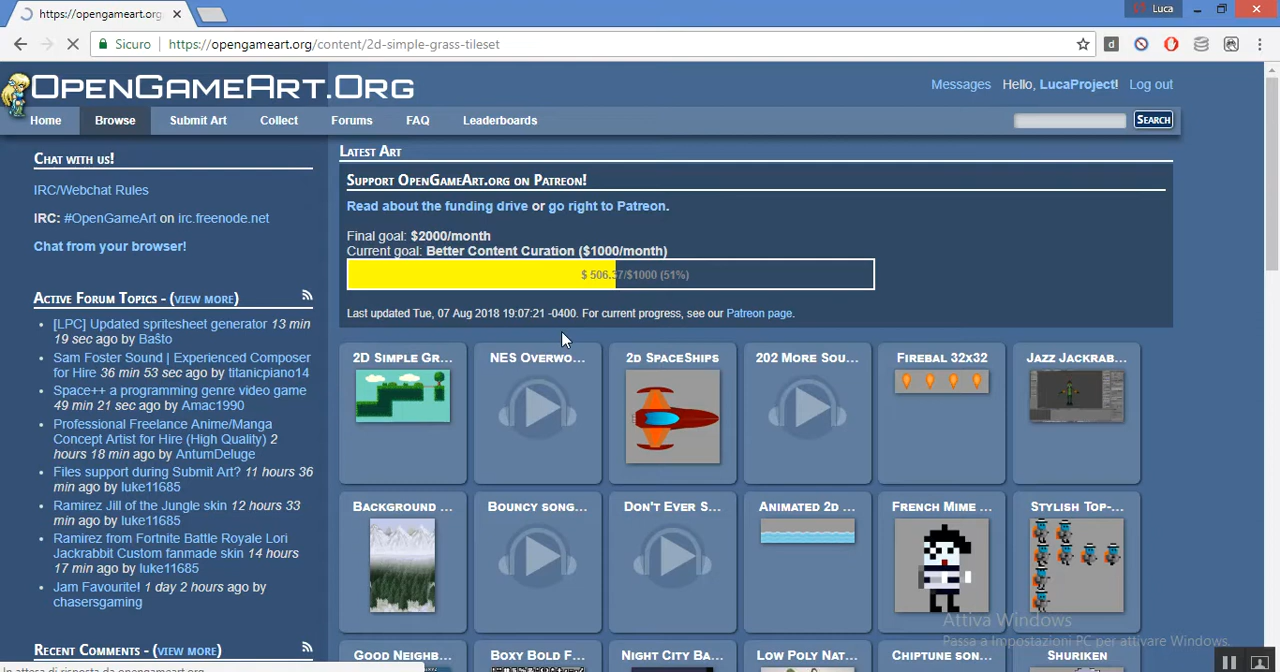 https://opengameart.org
Luca
Sicuro
https://opengameart.org/content/2d-simple-grass-tileset
OpenGameArt.Org
Messages Hello, LucaProject! Log out
Home Browse Submit Art Collect Forums FAQ Leaderboards
Search
Chat with us!
IRC/Webchat Rules
IRC: #OpenGameArt on irc.freenode.net
Chat from your browser!
Active Forum Topics - (view more)
[LPC] Updated spritesheet generator 13 min
19 sec ago by Baŝto
Sam Foster Sound | Experienced Composer
for Hire 36 min 53 sec ago by titanicpiano14
Space++ a programing genre video game
49 min 21 sec ago by Amac1990
Professional Freelance Anime/Manga
Concept Artist for Hire (High Quality) 2
hours 18 min ago by AntumDeluge
Files support during Submit Art? 11 hours 36
min ago by luke11685
Ramirez Jill of the Jungle skin 12 hours 33
min ago by luke11685
Ramirez from Fortnite Battle Royale Lori
Jackrabbit Custom fanmade skin 14 hours
17 min ago by luke11685
Jam Favourite! 1 day 2 hours ago by
chasersgaming
Recent Comments - (view more)
Latest Art
Support OpenGameArt.org on Patreon!
Read about the funding drive or go right to Patreon.
Final goal: $2000/month
Current goal: Better Content Curation ($1000/month)
$ 506.37/$1000 (51%)
Last updated Tue, 07 Aug 2018 19:07:21 -0400. For current progress, see our Patreon page.
2D Simple Gr... NES Overwo... 2d SpaceShips 202 More Sou... Firebal 32x32 Jazz Jackrab...
Background ... Bouncy song... Don't Ever S... Animated 2d ... French Mime ... Stylish Top-...
Good Neighb... Boxy Bold F... Night City Ba... Low Poly Nat... Chiptune son... Shuriken
Attiva Windows
Passa a Impostazioni PC per attivare Windows.
In attesa di risposta da opengameart.org